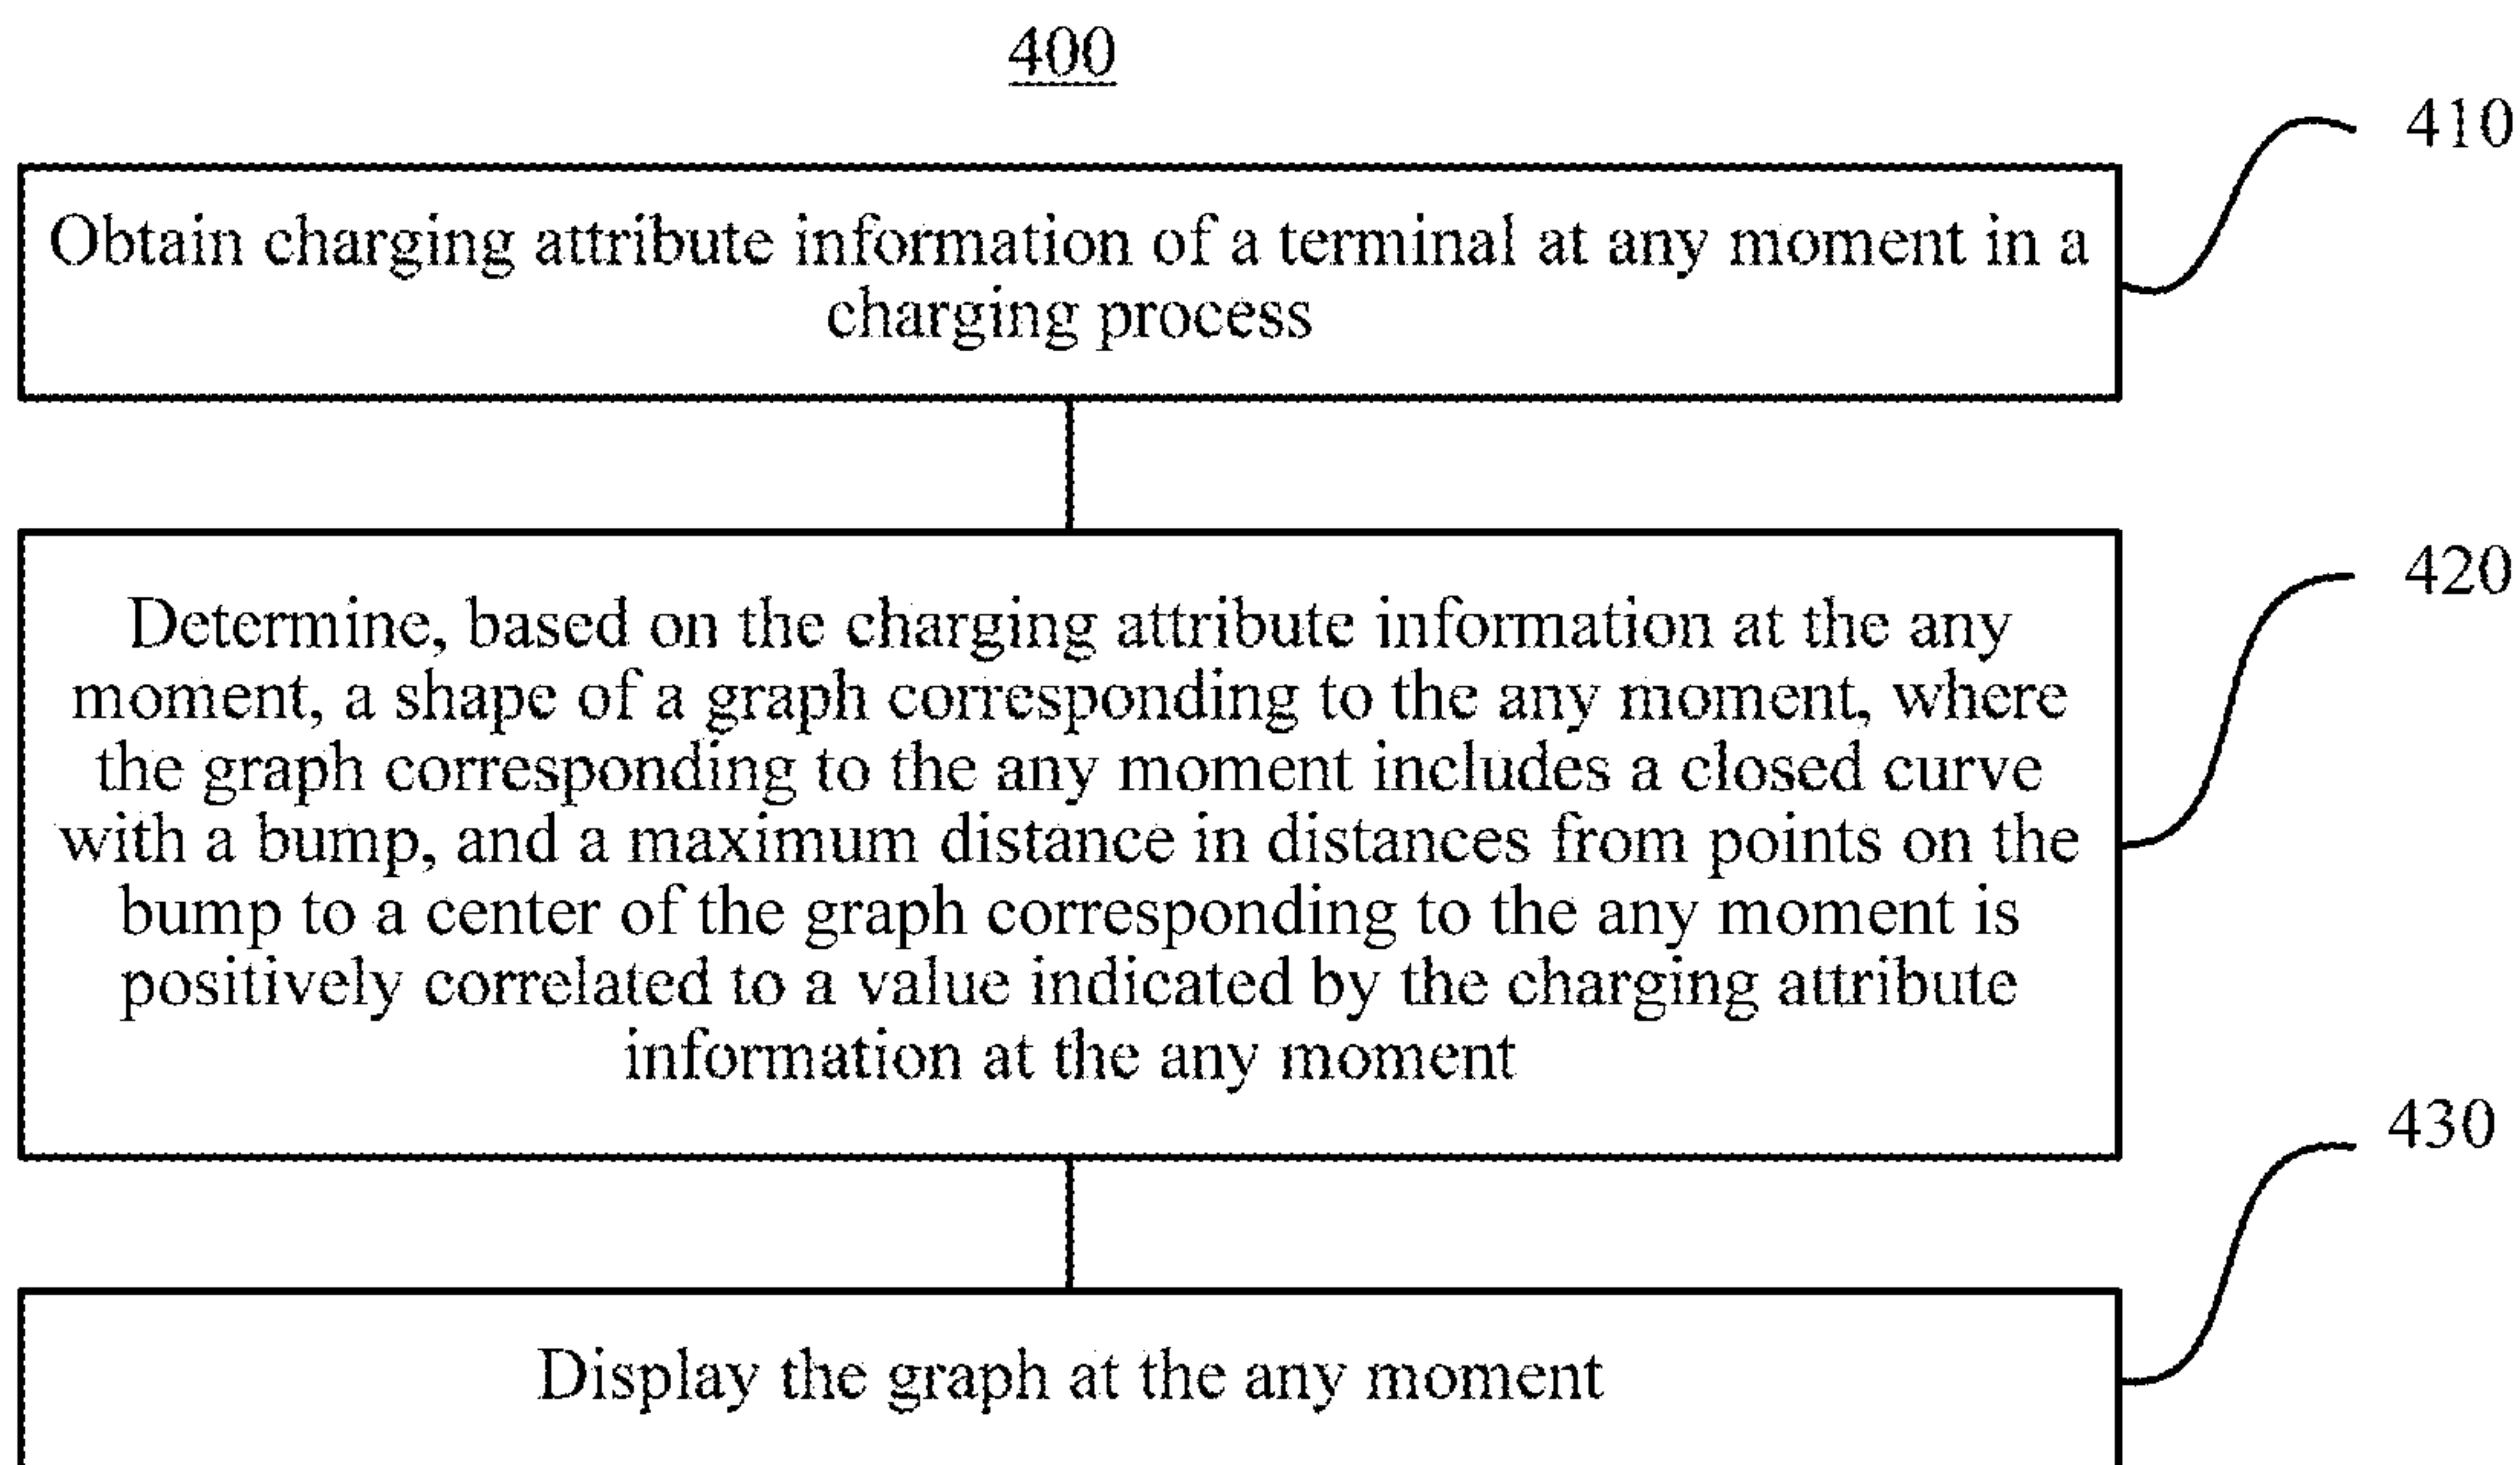 400
410
Obtain charging attribute information of a terminal at any moment in a
charging process
420
Determine, based on the charging attribute information at the any
moment, a shape of a graph corresponding to the any moment, where
the graph corresponding to the any moment includes a closed curve
with a bump, and a maximum distance in distances from points on the
bump to a center of the graph corresponding to the any moment is
positively correlated to a value indicated by the charging attribute
information at the any moment
430
Display the graph at the any moment